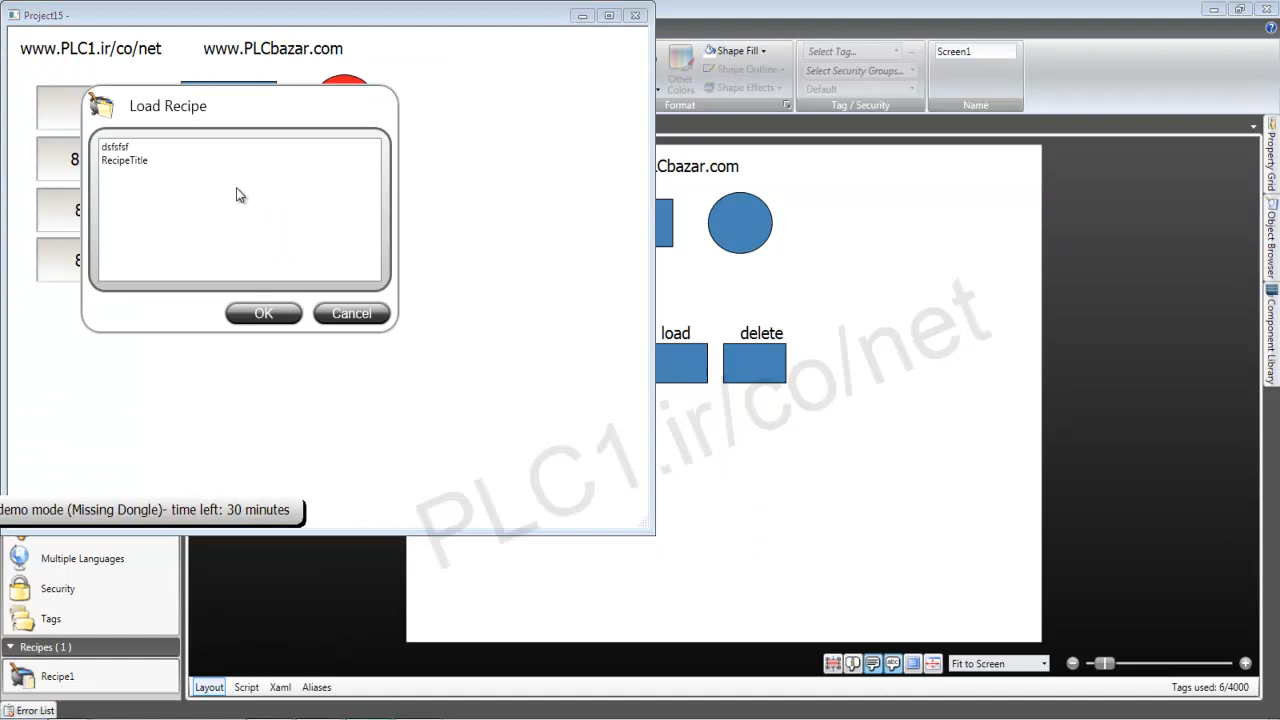 Project15 -
www.PLC1.ir/co/net
www.PLCbazar.com
Load Recipe
dsfsfsf
RecipeTitle
OK
Cancel
8
8
8
demo mode (Missing Dongle)- time left: 30 minutes
Other
Colors
Shape Fill
Shape Outline
Shape Effects
Format
Select Tag...
...
Select Security Groups...
Default
Tag / Security
Screen1
Name
Cbazar.com
load
delete
PLC1.ir/co/net
Property Grid
Object Browser
Component Library
Multiple Languages
Security
Tags
Recipes ( 1 )
Recipe1
Fit to Screen
Layout
Script
Xaml
Aliases
Tags used: 6/4000
Error List